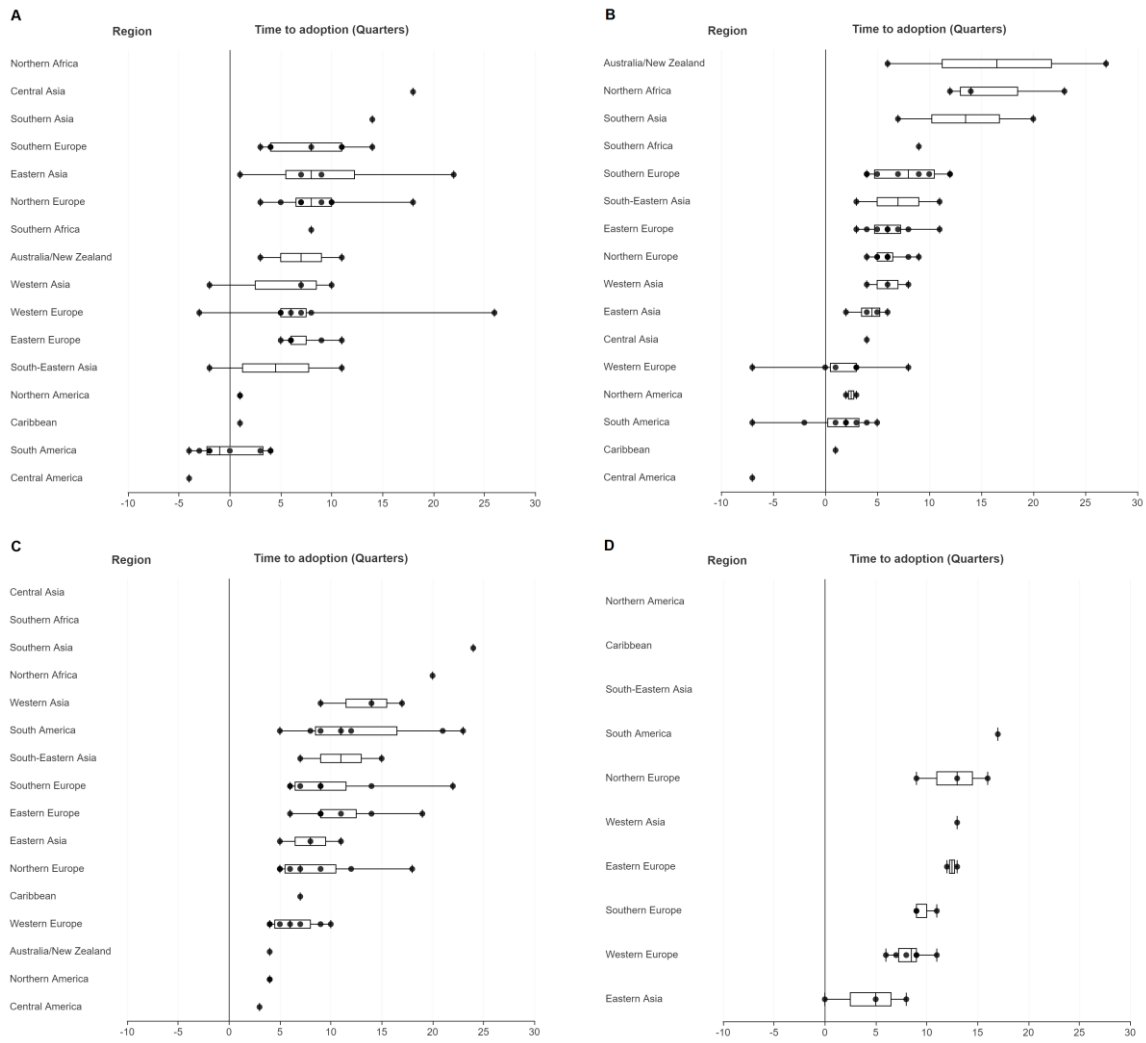 A
Region Time to adoption (Quarters)
Northern Africa
Central Asia
Southern Asia
Southern Europe
Eastern Asia
Northern Europe
Southern Africa
Australia/New Zealand
Western Asia
Western Europe
Eastern Europe
South-Eastern Asia
Northern America
Caribbean
South America
Central America
-10 -5 0 5 10 15 20 25 30
B
Region Time to adoption (Quarters)
Australia/New Zealand
Northern Africa
Southern Asia
Southern Africa
Southern Europe
South-Eastern Asia
Eastern Europe
Northern Europe
Western Asia
Eastern Asia
Central Asia
Western Europe
Northern America
South America
Caribbean
Central America
-10 -5 0 5 10 15 20 25 30
C
Region Time to adoption (Quarters)
Central Asia
Southern Africa
Southern Asia
Northern Africa
Western Asia
South America
South-Eastern Asia
Southern Europe
Eastern Europe
Eastern Asia
Northern Europe
Caribbean
Western Europe
Australia/New Zealand
Northern America
Central America
-10 -5 0 5 10 15 20 25 30
D
Region Time to adoption (Quarters)
Northern America
Caribbean
South-Eastern Asia
South America
Northern Europe
Western Asia
Eastern Europe
Southern Europe
Western Europe
Eastern Asia
-10 -5 0 5 10 15 20 25 30